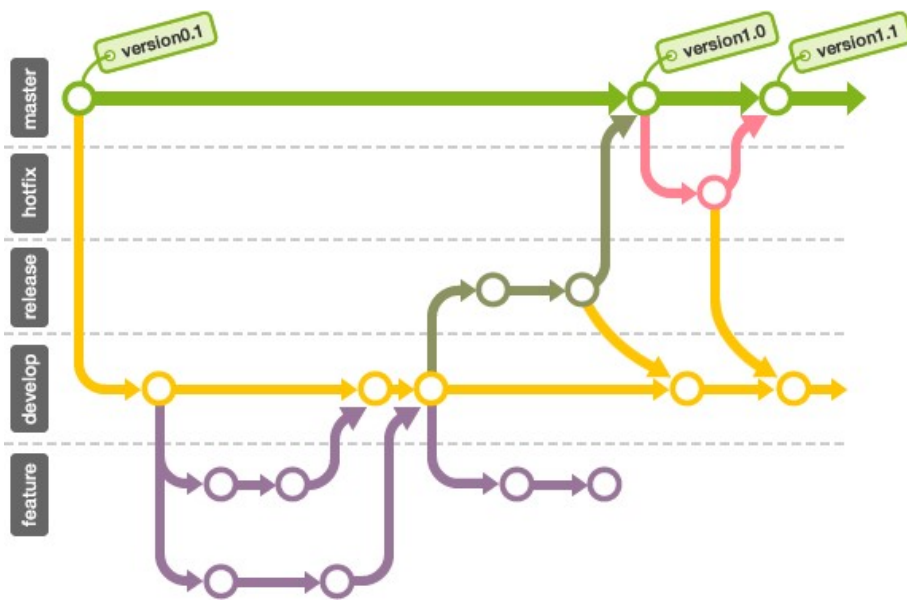 version0.1
version1.0
version1.1
master
hotfix
release
develop
feature